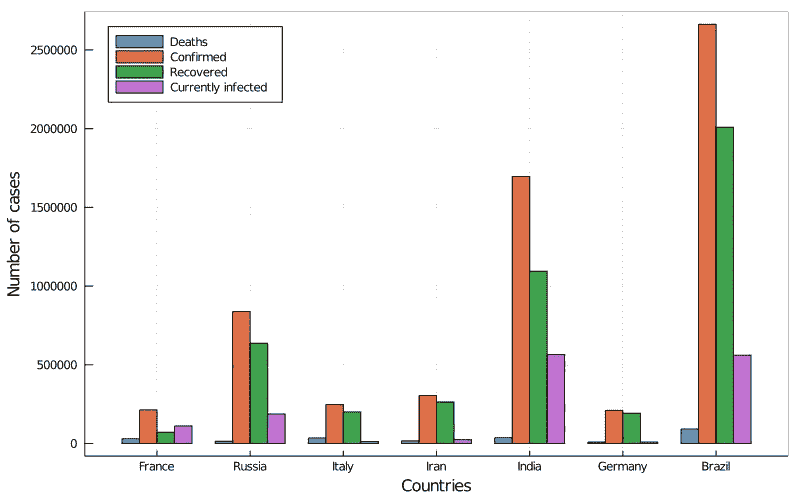 Deaths
Confirmed
Recovered
Currently infected
Number of cases
2500000
2000000
1500000
1000000
500000
0
France Russia Italy Iran India Germany Brazil
Countries